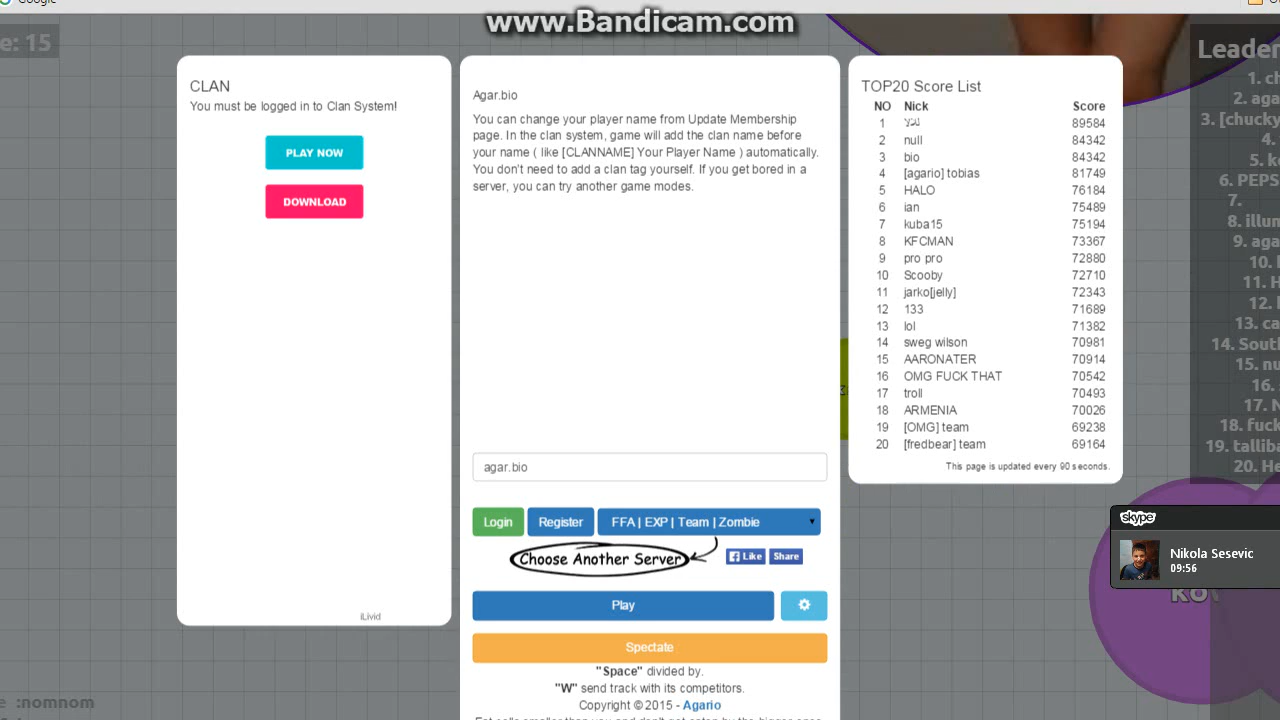 Google
www.Bandicam.com
e: 15
CLAN
You must be logged in to Clan System!
PLAY NOW
DOWNLOAD
iLivid
Agar.bio
You can change your player name from Update Membership
page. In the clan system, game will add the clan name before
your name ( like [CLANNAME] Your Player Name ) automatically.
You don't need to add a clan tag yourself. If you get bored in a
server, you can try another game modes.
agar.bio
Login Register FFA | EXP | Team | Zombie
Choose Another Server Like Share
Play
Spectate
"Space" divided by.
"W" send track with its competitors.
Copyright © 2015 - Agario
TOP20 Score List
NO Nick Score
1 89584
2 null 84342
3 bio 84342
4 [agario] tobias 81749
5 HALO 76184
6 ian 75489
7 kuba15 75194
8 KFCMAN 73367
9 pro pro 72880
10 Scooby 72710
11 jarko[jelly] 72343
12 133 71689
13 lol 71382
14 sweg wilson 70981
15 AARONATER 70914
16 OMG FUCK THAT 70542
17 troll 70493
18 ARMENIA 70026
19 [OMG] team 69238
20 [fredbear] team 69164
This page is updated every 90 seconds.
Leader
1. c
2. aga
3. [chucky
4.
5. k
6. PEPS
7.
8. illum
9. aga
10.
11. H
12.
13. ca
14. Sout
15. nu
16.
17. N
18. fuc
19. talliba
20. He
skype
Nikola Sesevic
09:56
:nomnom